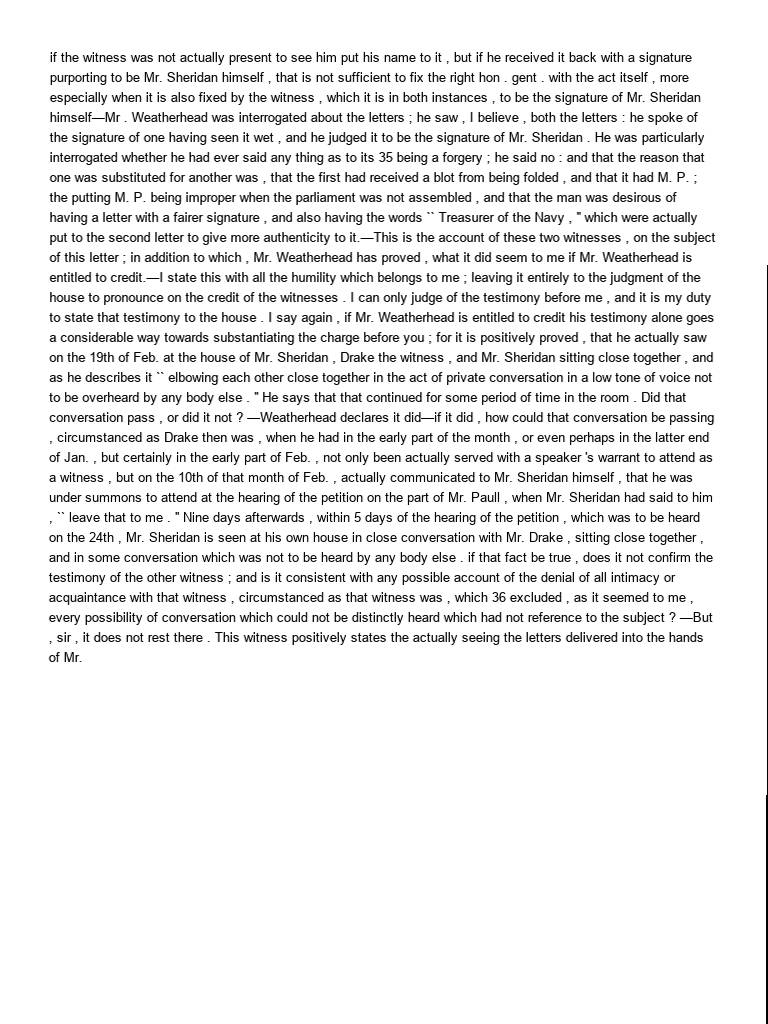 if the witness was not actually present to see him put his name to it , but if he received it back with a signature
purporting to be Mr. Sheridan himself , that is not sufficient to fix the right hon . gent . with the act itself , more
especially when it is also fixed by the witness , which it is in both instances , to be the signature of Mr. Sheridan
himself—Mr . Weatherhead was interrogated about the letters ; he saw , I believe , both the letters : he spoke of
the signature of one having seen it wet , and he judged it to be the signature of Mr. Sheridan . He was particularly
interrogated whether he had ever said any thing as to its 35 being a forgery ; he said no : and that the reason that
one was substituted for another was , that the first had received a blot from being folded , and that it had M. P. ;
the putting M. P. being improper when the parliament was not assembled , and that the man was desirous of
having a letter with a fairer signature , and also having the words `` Treasurer of the Navy , " which were actually
put to the second letter to give more authenticity to it.—This is the account of these two witnesses , on the subject
of this letter ; in addition to which , Mr. Weatherhead has proved , what it did seem to me if Mr. Weatherhead is
entitled to credit.—I state this with all the humility which belongs to me ; leaving it entirely to the judgment of the
house to pronounce on the credit of the witnesses . I can only judge of the testimony before me , and it is my duty
to state that testimony to the house . I say again , if Mr. Weatherhead is entitled to credit his testimony alone goes
a considerable way towards substantiating the charge before you ; for it is positively proved , that he actually saw
on the 19th of Feb. at the house of Mr. Sheridan , Drake the witness , and Mr. Sheridan sitting close together , and
as he describes it `` elbowing each other close together in the act of private conversation in a low tone of voice not
to be overheard by any body else . " He says that that continued for some period of time in the room . Did that
conversation pass , or did it not ? —Weatherhead declares it did—if it did , how could that conversation be passing
, circumstanced as Drake then was , when he had in the early part of the month , or even perhaps in the latter end
of Jan. , but certainly in the early part of Feb. , not only been actually served with a speaker 's warrant to attend as
a witness , but on the 10th of that month of Feb. , actually communicated to Mr. Sheridan himself , that he was
under summons to attend at the hearing of the petition on the part of Mr. Paull , when Mr. Sheridan had said to him
, `` leave that to me . " Nine days afterwards , within 5 days of the hearing of the petition , which was to be heard
on the 24th , Mr. Sheridan is seen at his own house in close conversation with Mr. Drake , sitting close together ,
and in some conversation which was not to be heard by any body else . if that fact be true , does it not confirm the
testimony of the other witness ; and is it consistent with any possible account of the denial of all intimacy or
acquaintance with that witness , circumstanced as that witness was , which 36 excluded , as it seemed to me ,
every possibility of conversation which could not be distinctly heard which had not reference to the subject ? —But
, sir , it does not rest there . This witness positively states the actually seeing the letters delivered into the hands
of Mr.